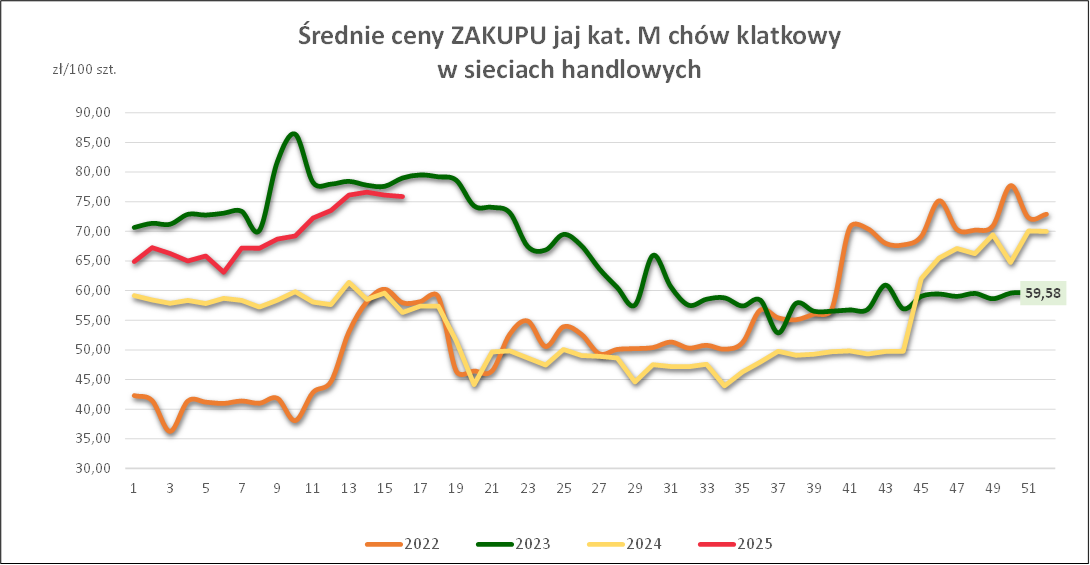 Średnie ceny ZAKUPU jaj kat. M chów klatkowy
w sieciach handlowych
zł/100 szt.
90,00
85,00
80,00
75,00
70,00
65,00
60,00
55,00
50,00
45,00
40,00
35,00
30,00
59,58
1 3 5 7 9 11 13 15 17 19 21 23 25 27 29 31 33 35 37 39 41 43 45 47 49 51
2022 2023 2024 2025